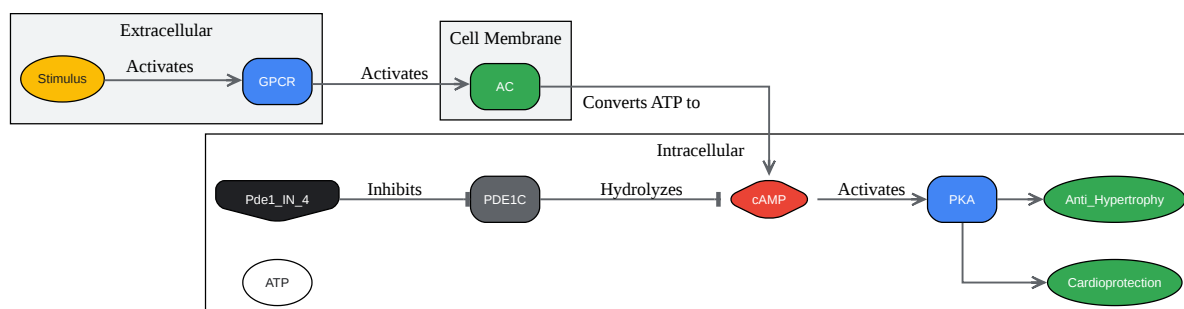 Extracellular
Cell Membrane
Stimulus
Activates
GPCR
Activates
AC
Converts ATP to
Intracellular
Pde1_IN_4
Inhibits
PDE1C
Hydrolyzes
cAMP
Activates
PKA
Anti_Hypertrophy
ATP
Cardioprotection